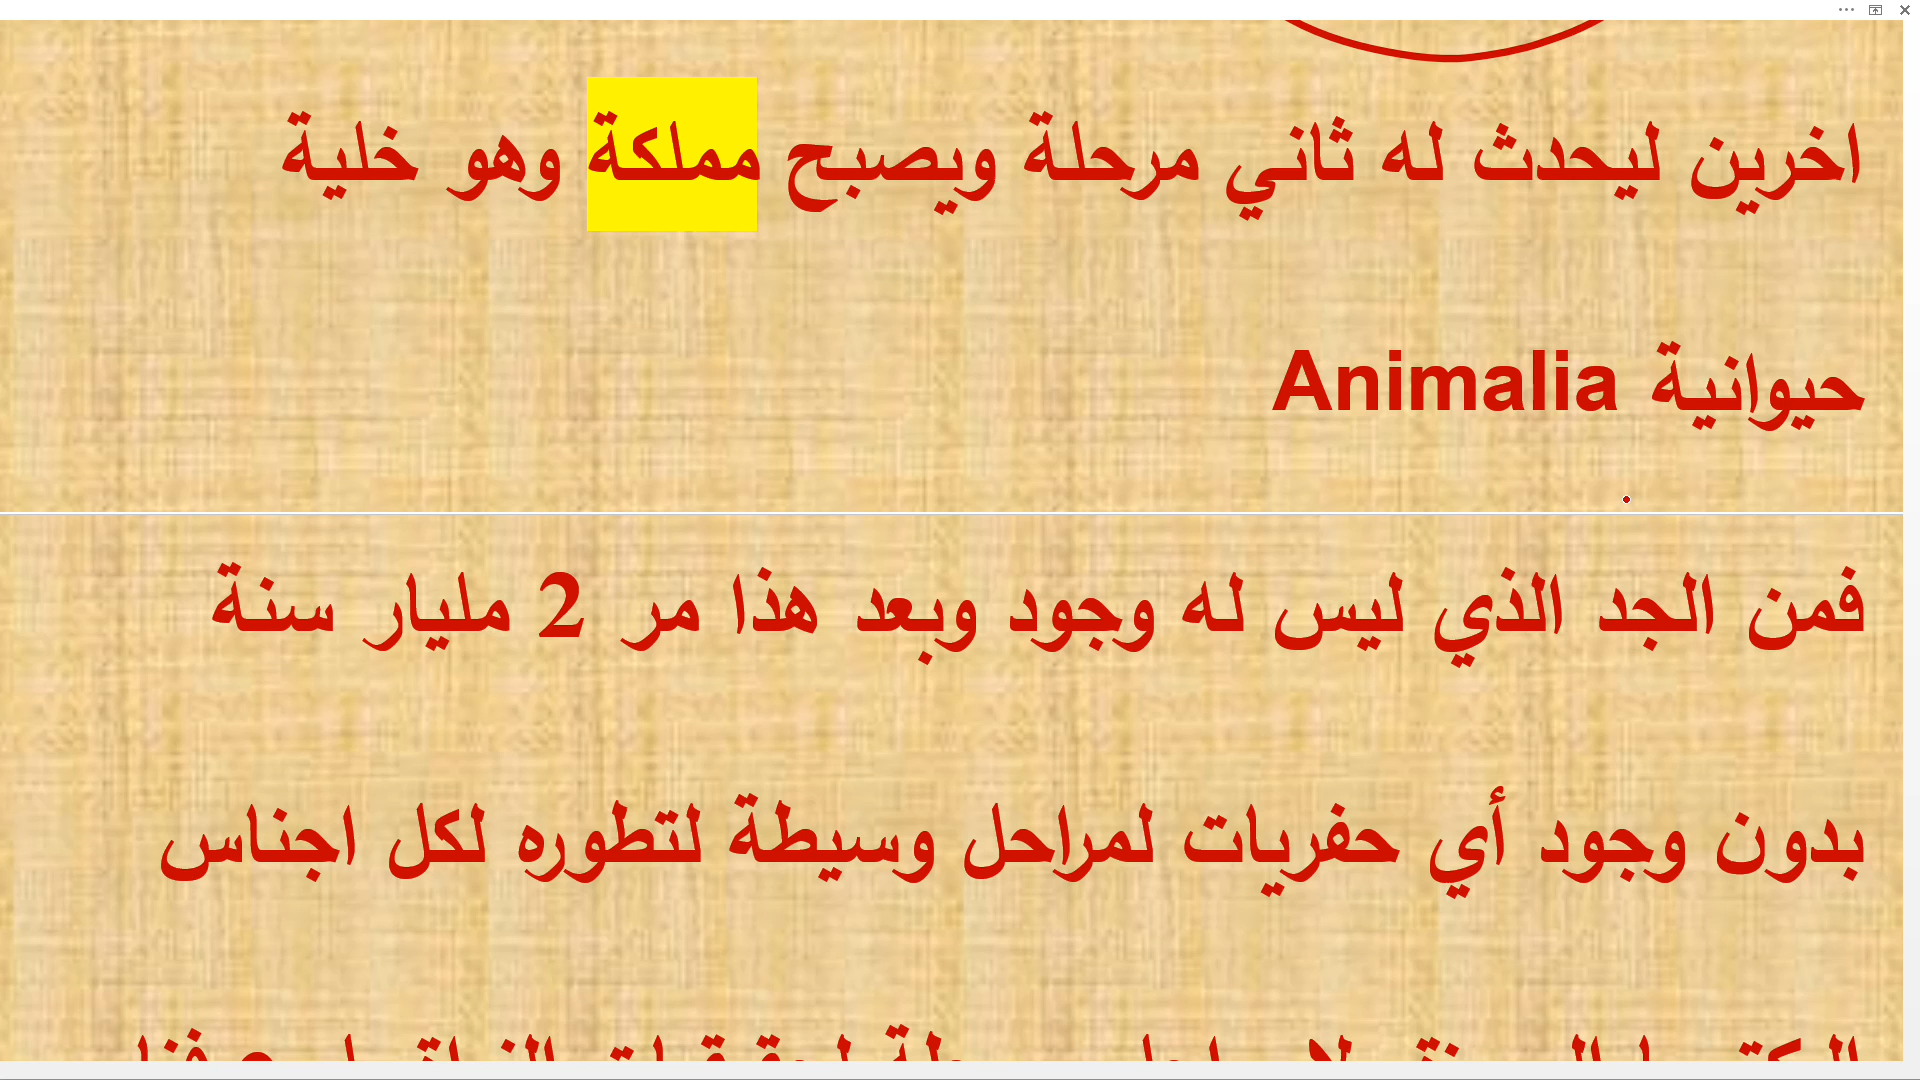 اخرين ليحدث له ثاني مرحلة ويصبح مملكة وهو خلية
حيوانية Animalia
فمن الجد الذي ليس له وجود وبعد هذا مر 2 مليار سنة
بدون وجود أي حفريات لمراحل وسيطة لتطوره لكل اجناس